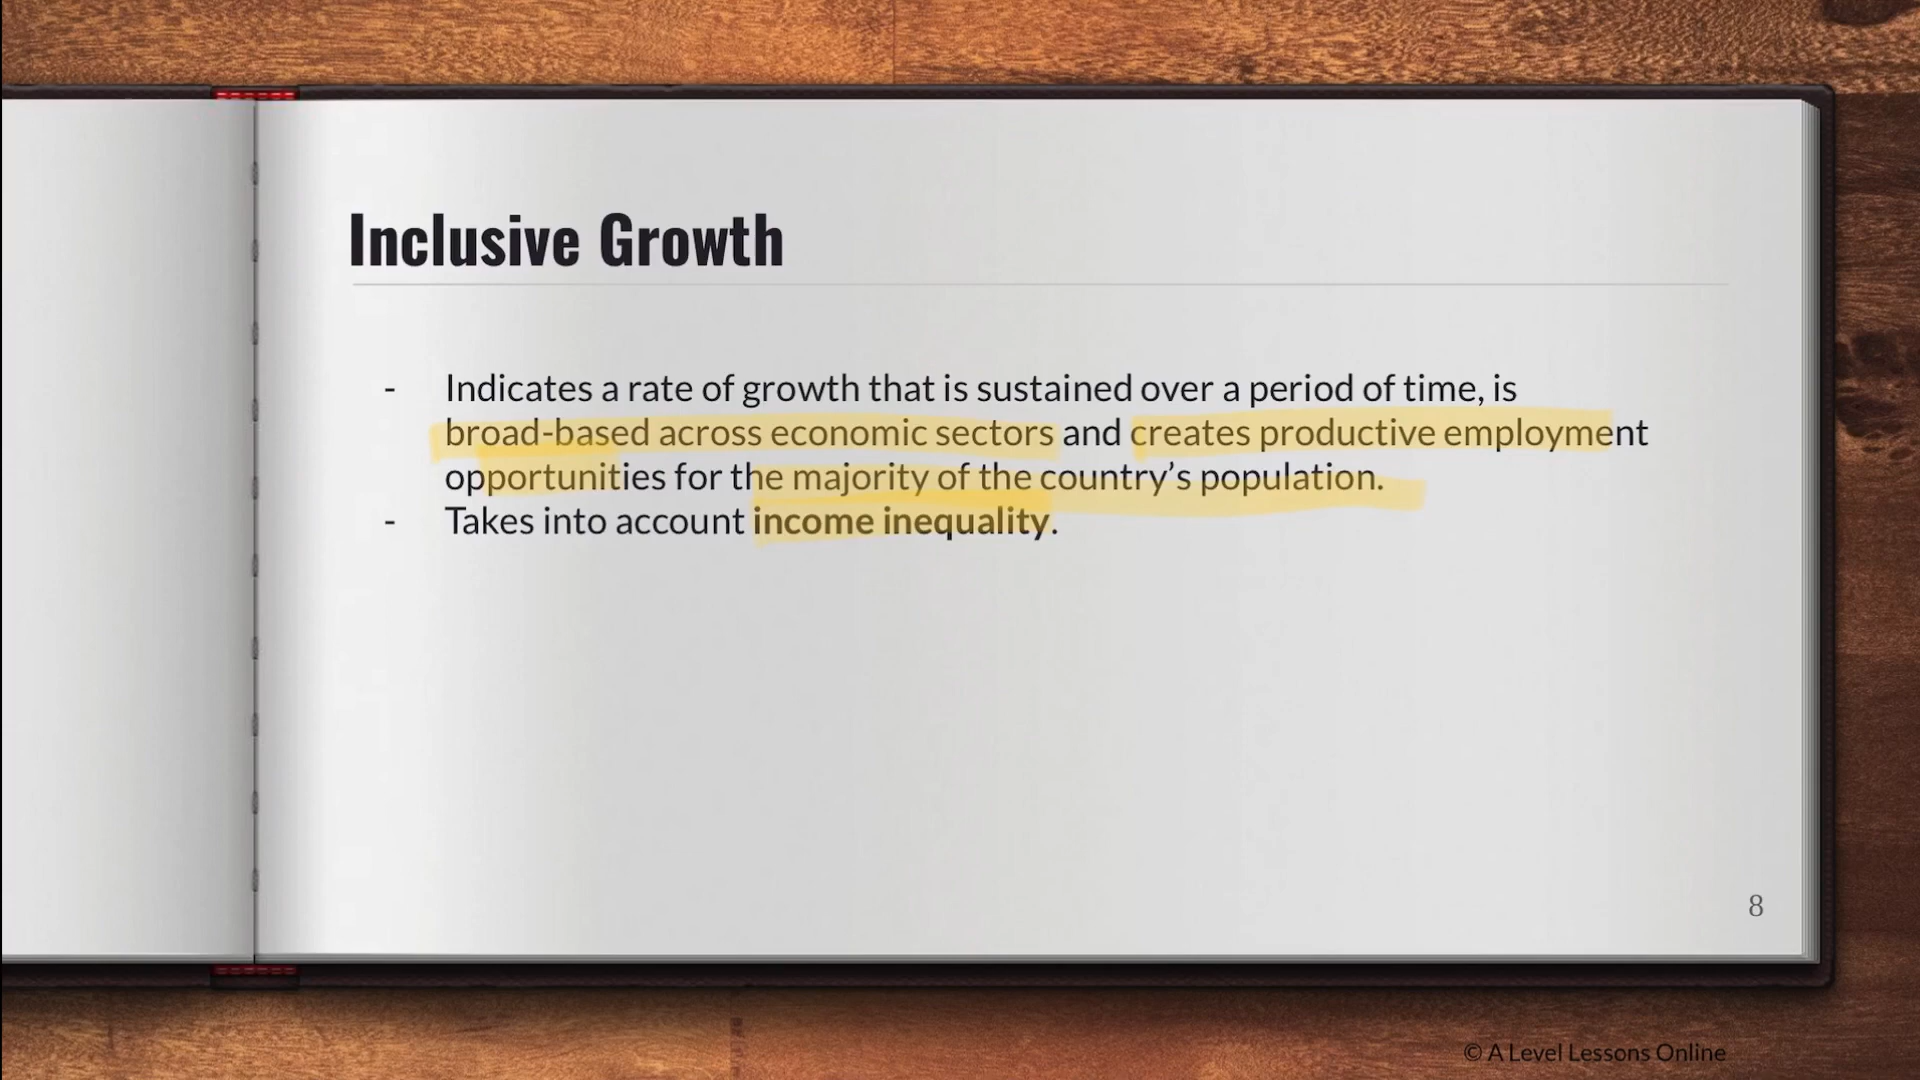 Inclusive Growth
- Indicates a rate of growth that is sustained over a period of time, is
broad-based across economic sectors and creates productive employment
opportunities for the majority of the country’s population.
- Takes into account income inequality.
8
© A Level Lessons Online